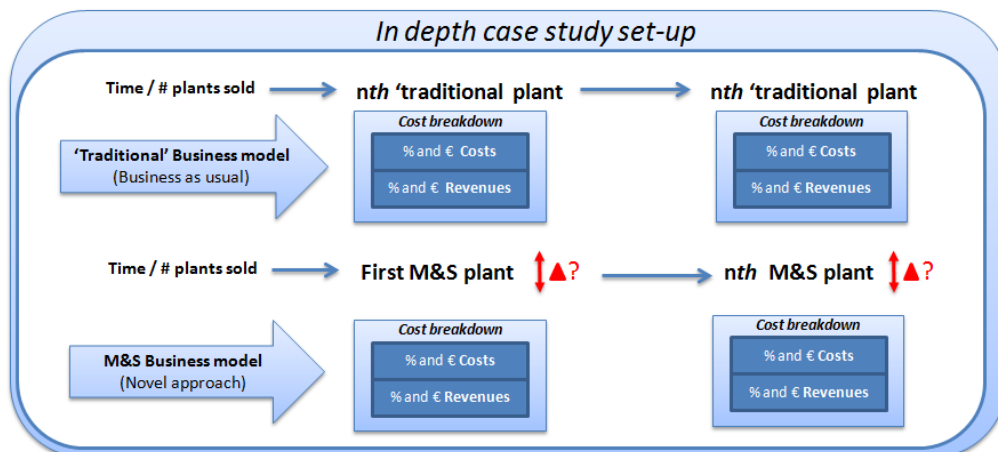 In depth case study set-up
Time / # plants sold
nth ‘traditional plant
nth ‘traditional plant
‘Traditional’ Business model
(Business as usual)
Cost breakdown
% and € Costs
% and € Revenues
Cost breakdown
% and € Costs
% and € Revenues
Time / # plants sold
First M&S plant
▲?
nth M&S plant
▲?
M&S Business model
(Novel approach)
Cost breakdown
% and € Costs
% and € Revenues
Cost breakdown
% and € Costs
% and € Revenues